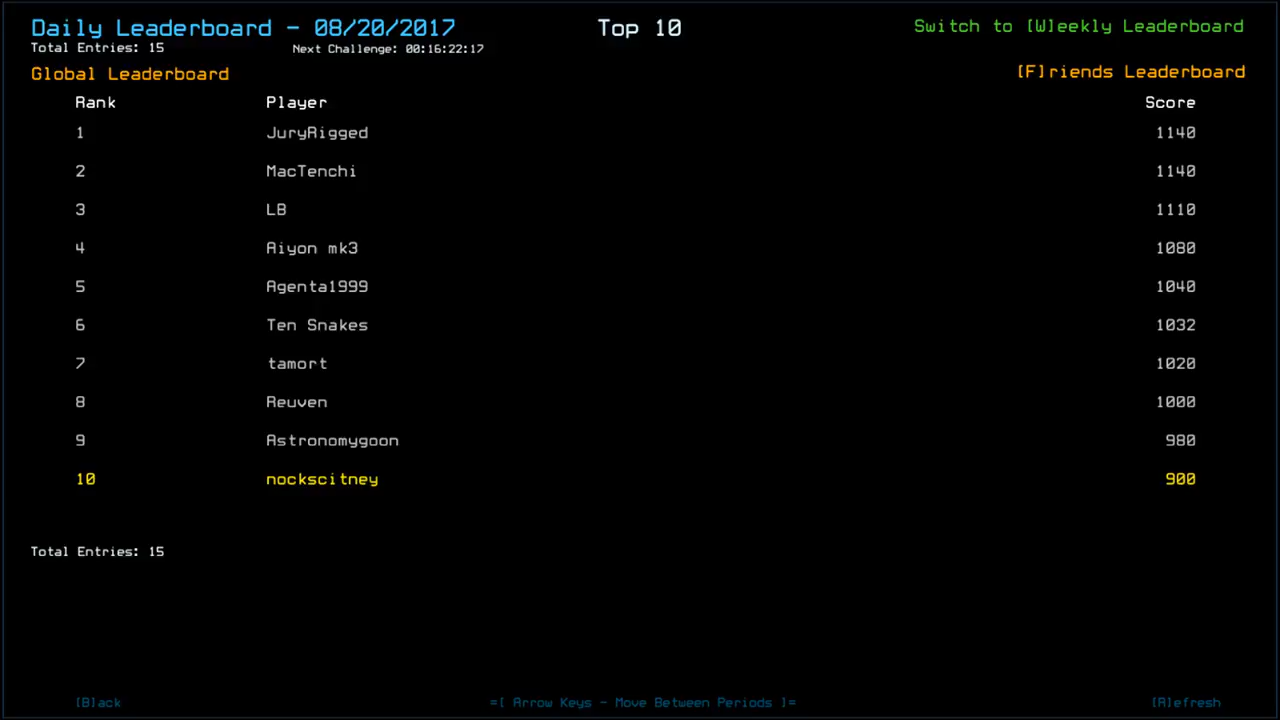 Daily Leaderboard - 08/20/2017 Top 10 Switch to [W]eekly Leaderboard
Total Entries: 15 Next Challenge: 00:16:22:17
Global Leaderboard [F]riends Leaderboard
Rank Player Score
1 JuryRigged 1140
2 MacTenchi 1140
3 LB 1110
4 Aiyon mk3 1080
5 Agenta1999 1040
6 Ten Snakes 1032
7 tamort 1020
8 Reuven 1000
9 Astronomygoon 980
10 nockscitney 900
Total Entries: 15
[B]ack =[ Arrow Keys - Move Between Periods ]= [R]efresh